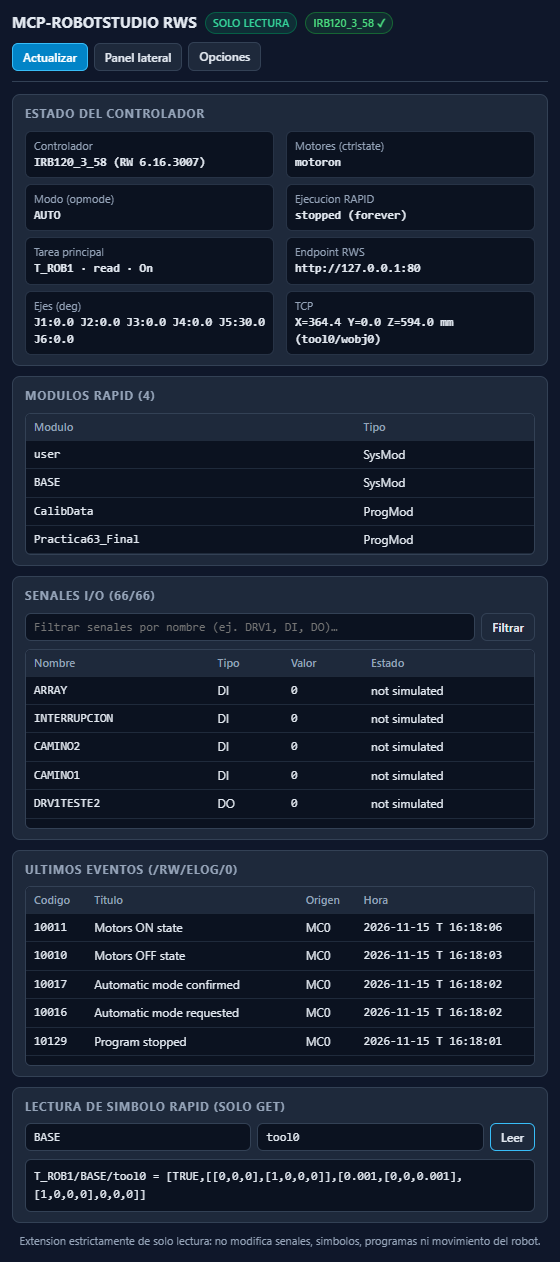 MCP-ROBOTSTUDIO RWS SOLO LECTURA IRB120_3_58 ✓
Actualizar Panel lateral Opciones
ESTADO DEL CONTROLADOR
Controlador
IRB120_3_58 (RW 6.16.3007)
Motores (ctrlstate)
motoron
Modo (opmode)
AUTO
Ejecucion RAPID
stopped (forever)
Tarea principal
T_ROB1 · read · On
Endpoint RWS
http://127.0.0.1:80
Ejes (deg)
J1:0.0 J2:0.0 J3:0.0 J4:0.0 J5:30.0
J6:0.0
TCP
X=364.4 Y=0.0 Z=594.0 mm
(tool0/wobj0)
MODULOS RAPID (4)
Modulo Tipo
user SysMod
BASE SysMod
CalibData ProgMod
Practica63_Final ProgMod
SENALES I/O (66/66)
Filtrar senales por nombre (ej. DRV1, DI, DO)… Filtrar
Nombre Tipo Valor Estado
ARRAY DI 0 not simulated
INTERRUPCION DI 0 not simulated
CAMINO2 DI 0 not simulated
CAMINO1 DI 0 not simulated
DRV1TESTE2 DO 0 not simulated
ULTIMOS EVENTOS (/RW/ELOG/0)
Codigo Titulo Origen Hora
10011 Motors ON state MC0 2026-11-15 T 16:18:06
10010 Motors OFF state MC0 2026-11-15 T 16:18:03
10017 Automatic mode confirmed MC0 2026-11-15 T 16:18:02
10016 Automatic mode requested MC0 2026-11-15 T 16:18:02
10129 Program stopped MC0 2026-11-15 T 16:18:01
LECTURA DE SIMBOLO RAPID (SOLO GET)
BASE tool0 Leer
T_ROB1/BASE/tool0 = [TRUE,[[0,0,0],[1,0,0,0]],[0.001,[0,0,0.001],
[1,0,0,0],0,0,0]]
Extension estrictamente de solo lectura: no modifica senales, simbolos, programas ni movimiento del robot.